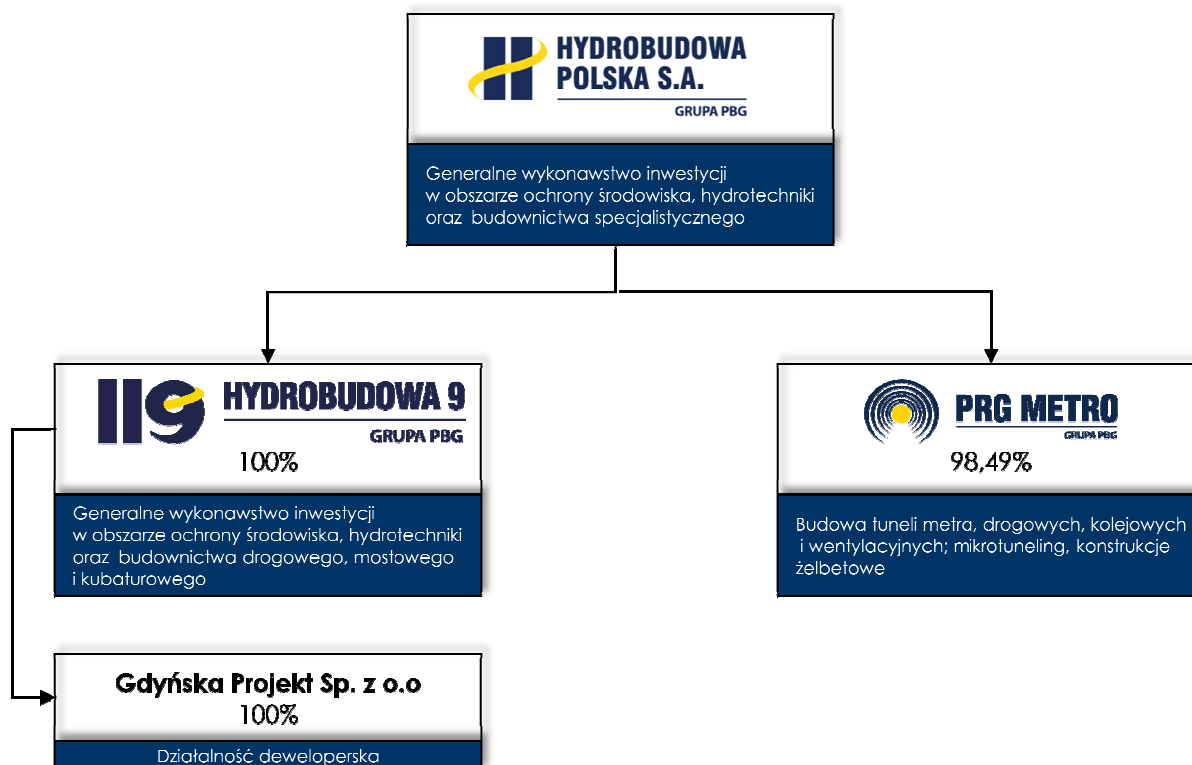 HYDROBUDOWA
POLSKA S.A.
GRUPA PBG
Generalne wykonawstwo inwestycji
w obszarze ochrony środowiska, hydrotechniki
oraz budownictwa specjalistycznego
HYDROBUDOWA 9
GRUPA PBG
100%
Generalne wykonawstwo inwestycji
w obszarze ochrony środowiska, hydrotechniki
oraz budownictwa drogowego, mostowego
i kubaturowego
PRG METRO
GRUPA PBG
98,49%
Budowa tuneli metra, drogowych, kolejowych
i wentylacyjnych; mikrotuneling, konstrukcje
żelbetowe
Gdyńska Projekt Sp. z o.o
100%
Działalność deweloperska